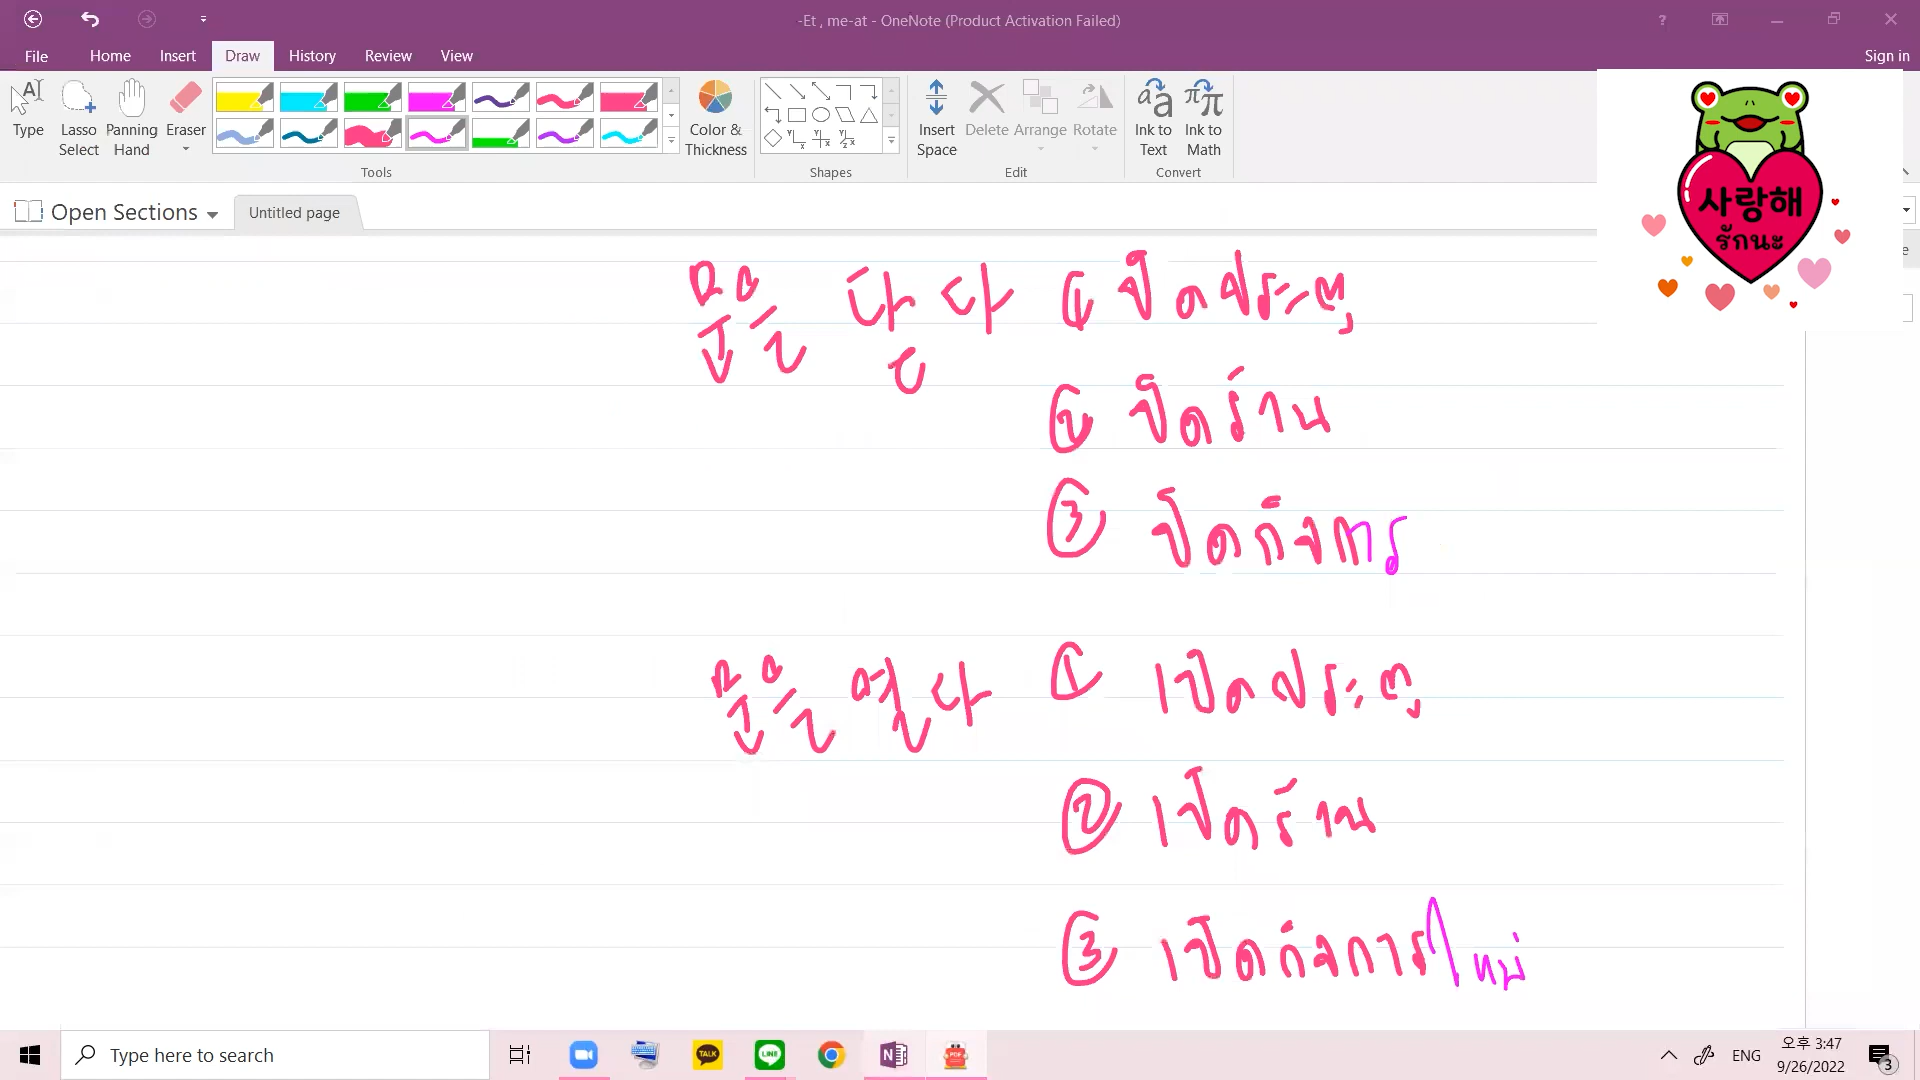 -Et , me-at - OneNote (Product Activation Failed)
File Home Insert Draw History Review View Sign in
Type Lasso Select Panning Hand Eraser Color & Thickness Insert Space Delete Arrange Rotate Ink to Text Ink to Math
Tools Shapes Edit Convert
Open Sections Untitled page
사랑해
รักนะ
문을 닫다 ① ปิดประตู
② ปิดร้าน
③ ปิดกิจการ
문을 열다 ① เปิดประตู
② เปิดร้าน
③ เปิดกิจการใหม่
Type here to search
TALK LINE PDF
ENG 오후 3:47
9/26/2022 3